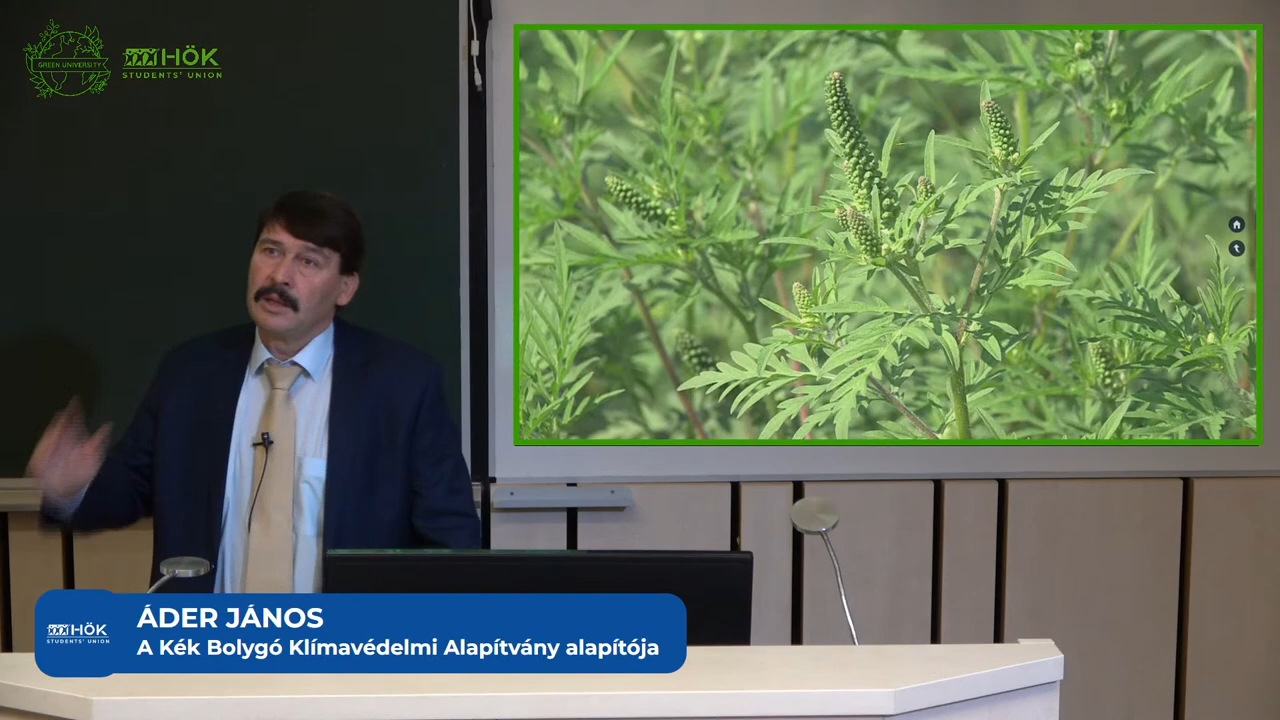 GREEN UNIVERSITY
HÖK
STUDENTS' UNION
HÖK
STUDENTS' UNION
ÁDER JÁNOS
A Kék Bolygó Klímavédelmi Alapítvány alapítója